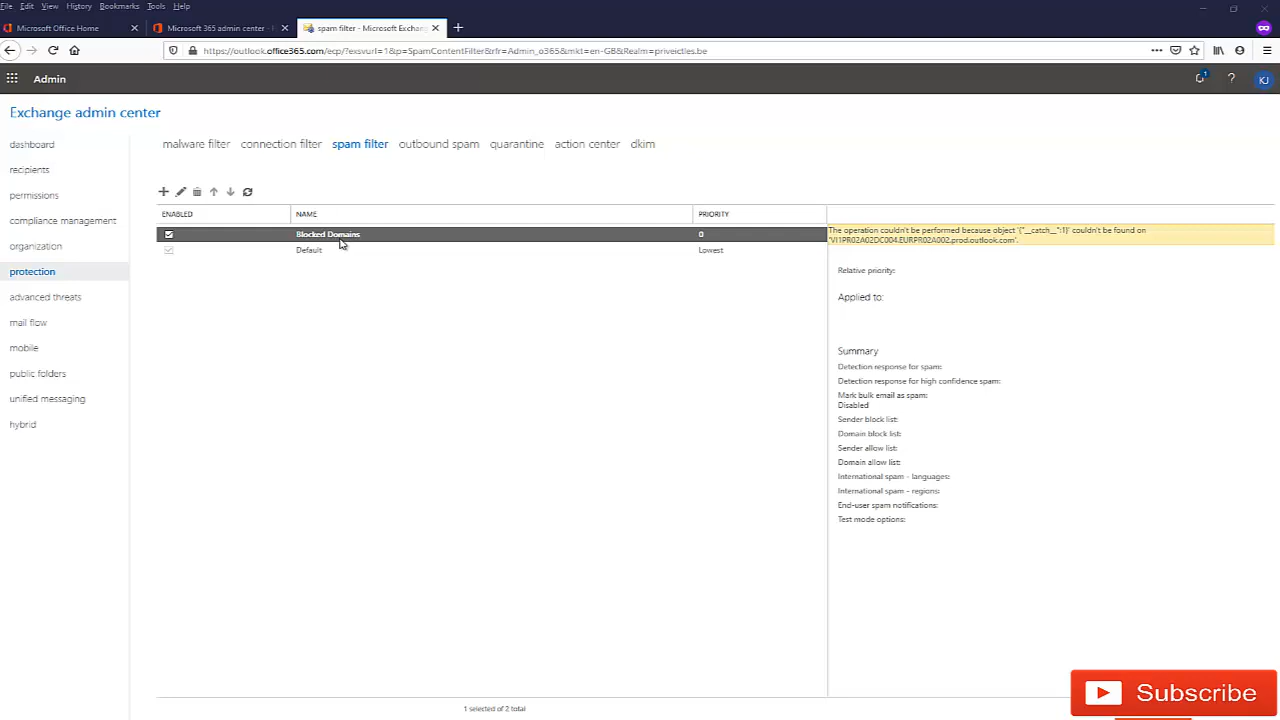 File Edit View History Bookmarks Tools Help
Microsoft Office Home
Microsoft 365 admin center -
spam filter - Microsoft Exchan
https://outlook.office365.com/ecp/?exsvurl=1&p=SpamContentFilter&rfr=Admin_o365&mkt=en-GB&Realm=priveictles.be
Admin
1
?
KJ
Exchange admin center
dashboard
recipients
permissions
compliance management
organization
protection
advanced threats
mail flow
mobile
public folders
unified messaging
hybrid
malware filter connection filter spam filter outbound spam quarantine action center dkim
ENABLED NAME PRIORITY
Blocked Domains 0
Default Lowest
The operation couldn't be performed because object '{"__catch__":1}' couldn't be found on
'VI1PR02A02DC004.EURPR02A002.prod.outlook.com'.
Relative priority:
Applied to:
Summary
Detection response for spam:
Detection response for high confidence spam:
Mark bulk email as spam:
Disabled
Sender block list:
Domain block list:
Sender allow list:
Domain allow list:
International spam - languages:
International spam - regions:
End-user spam notifications:
Test mode options:
1 selected of 2 total
Subscribe